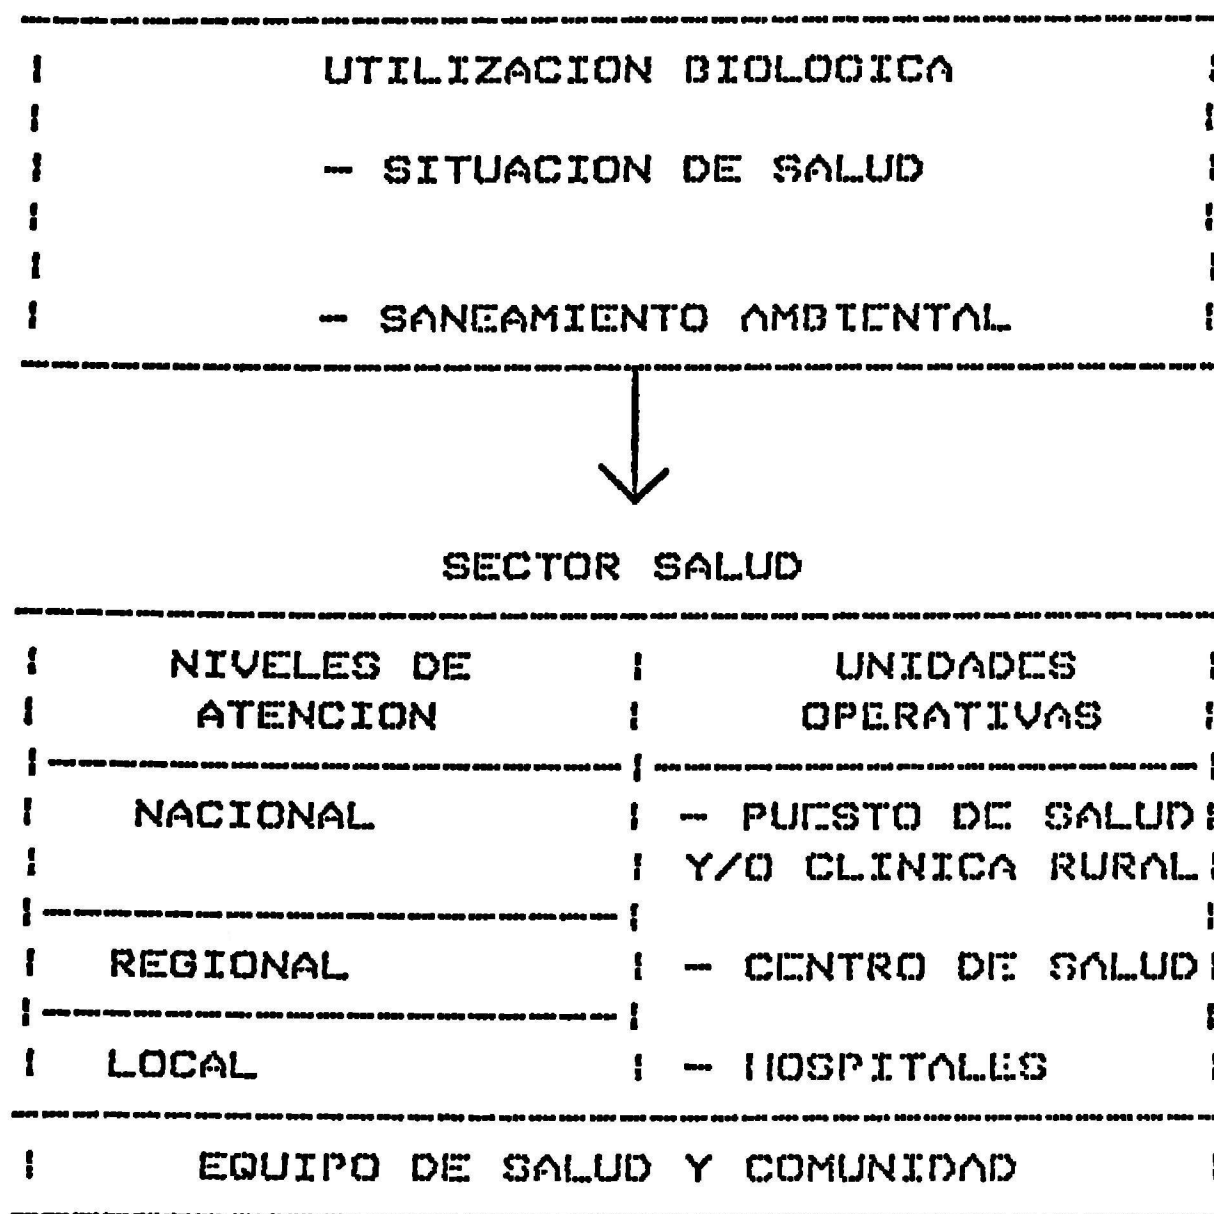 UTILIZACION BIOLOGICA
- SITUACION DE SALUD
- SANEAMIENTO AMBIENTAL
SECTOR SALUD
NIVELES DE
ATENCION
UNIDADES
OPERATIVAS
NACIONAL
- PUESTO DE SALUD
Y/O CLINICA RURAL
REGIONAL
- CENTRO DE SALUD
LOCAL
- HOSPITALES
EQUIPO DE SALUD Y COMUNIDAD